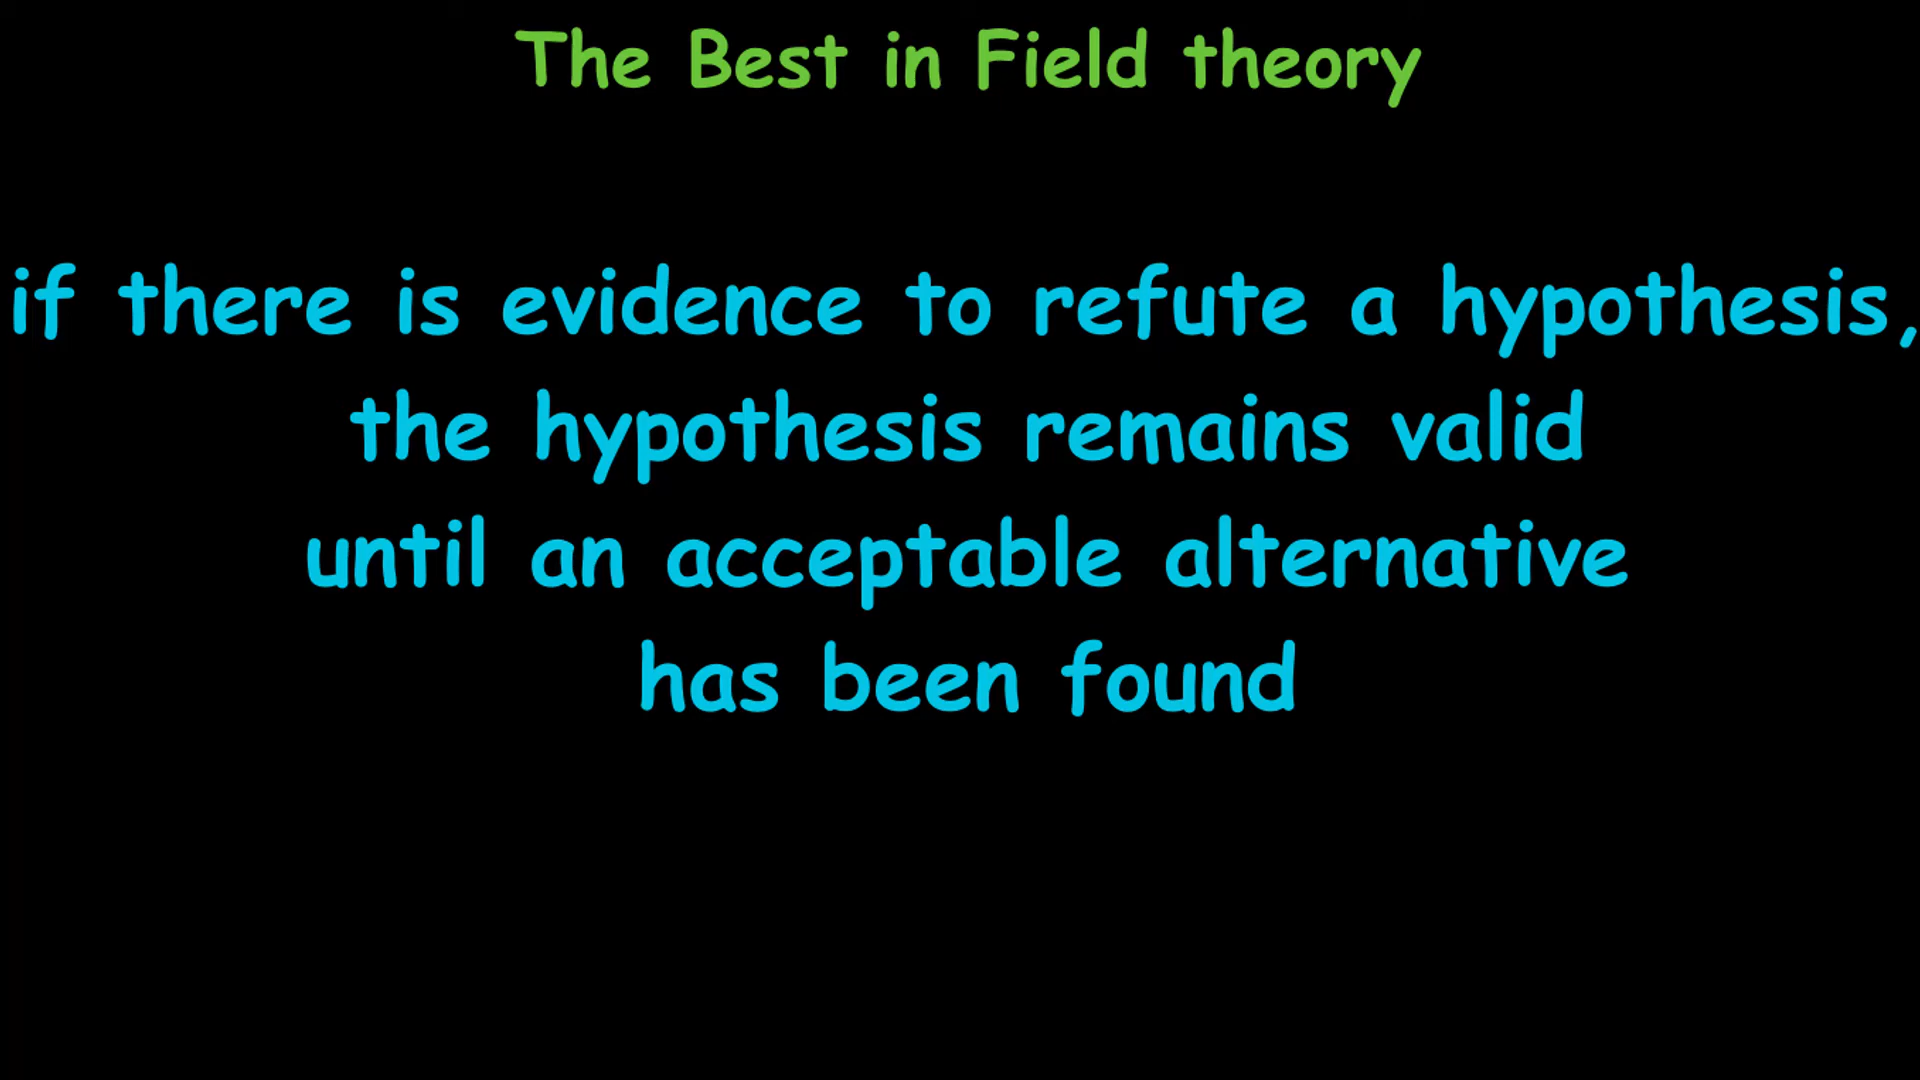 The Best in Field theory
if there is evidence to refute a hypothesis,
the hypothesis remains valid
until an acceptable alternative
has been found